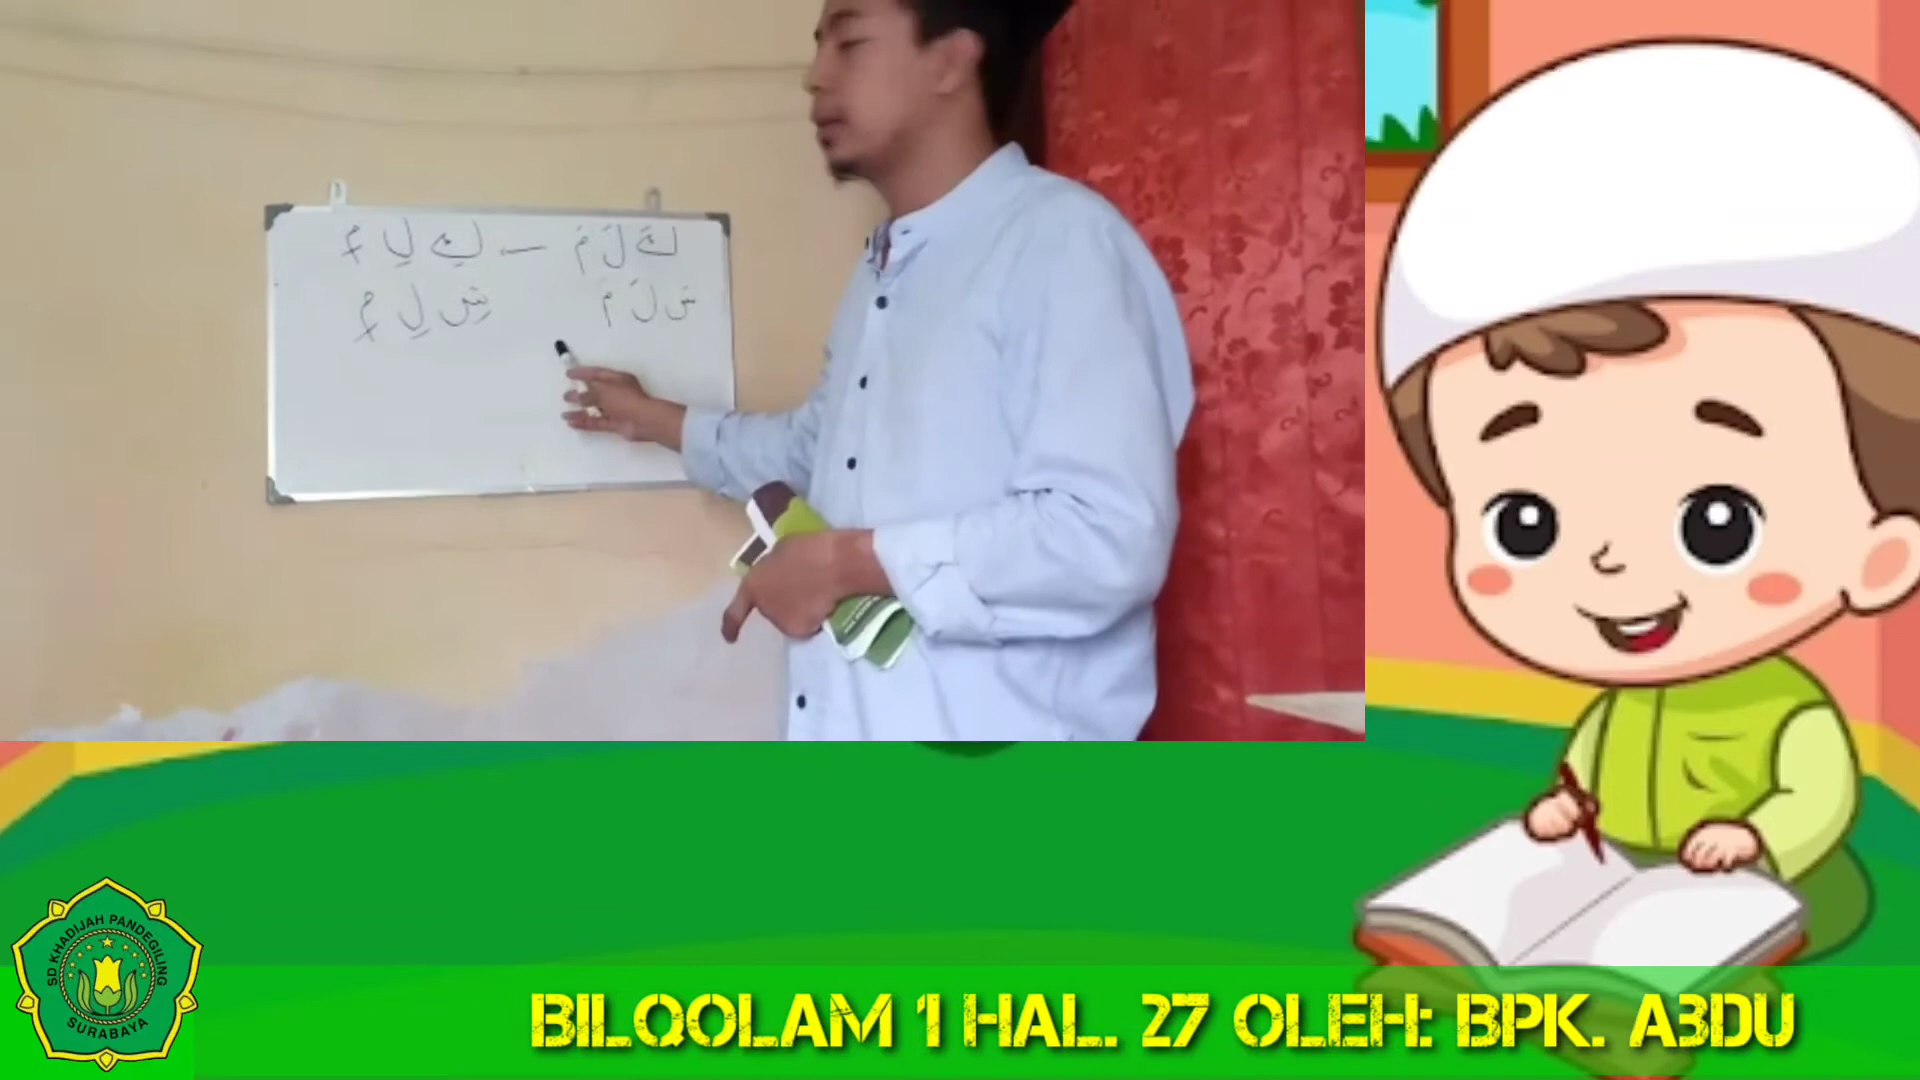 كَ لَ مَ – كِ لِ مِ
سَ لَ مَ سِ لِ مِ
SD KHADIJAH PANDEGILING
SURABAYA
BILQOLAM 1 HAL. 27 OLEH: BPK. ABDU